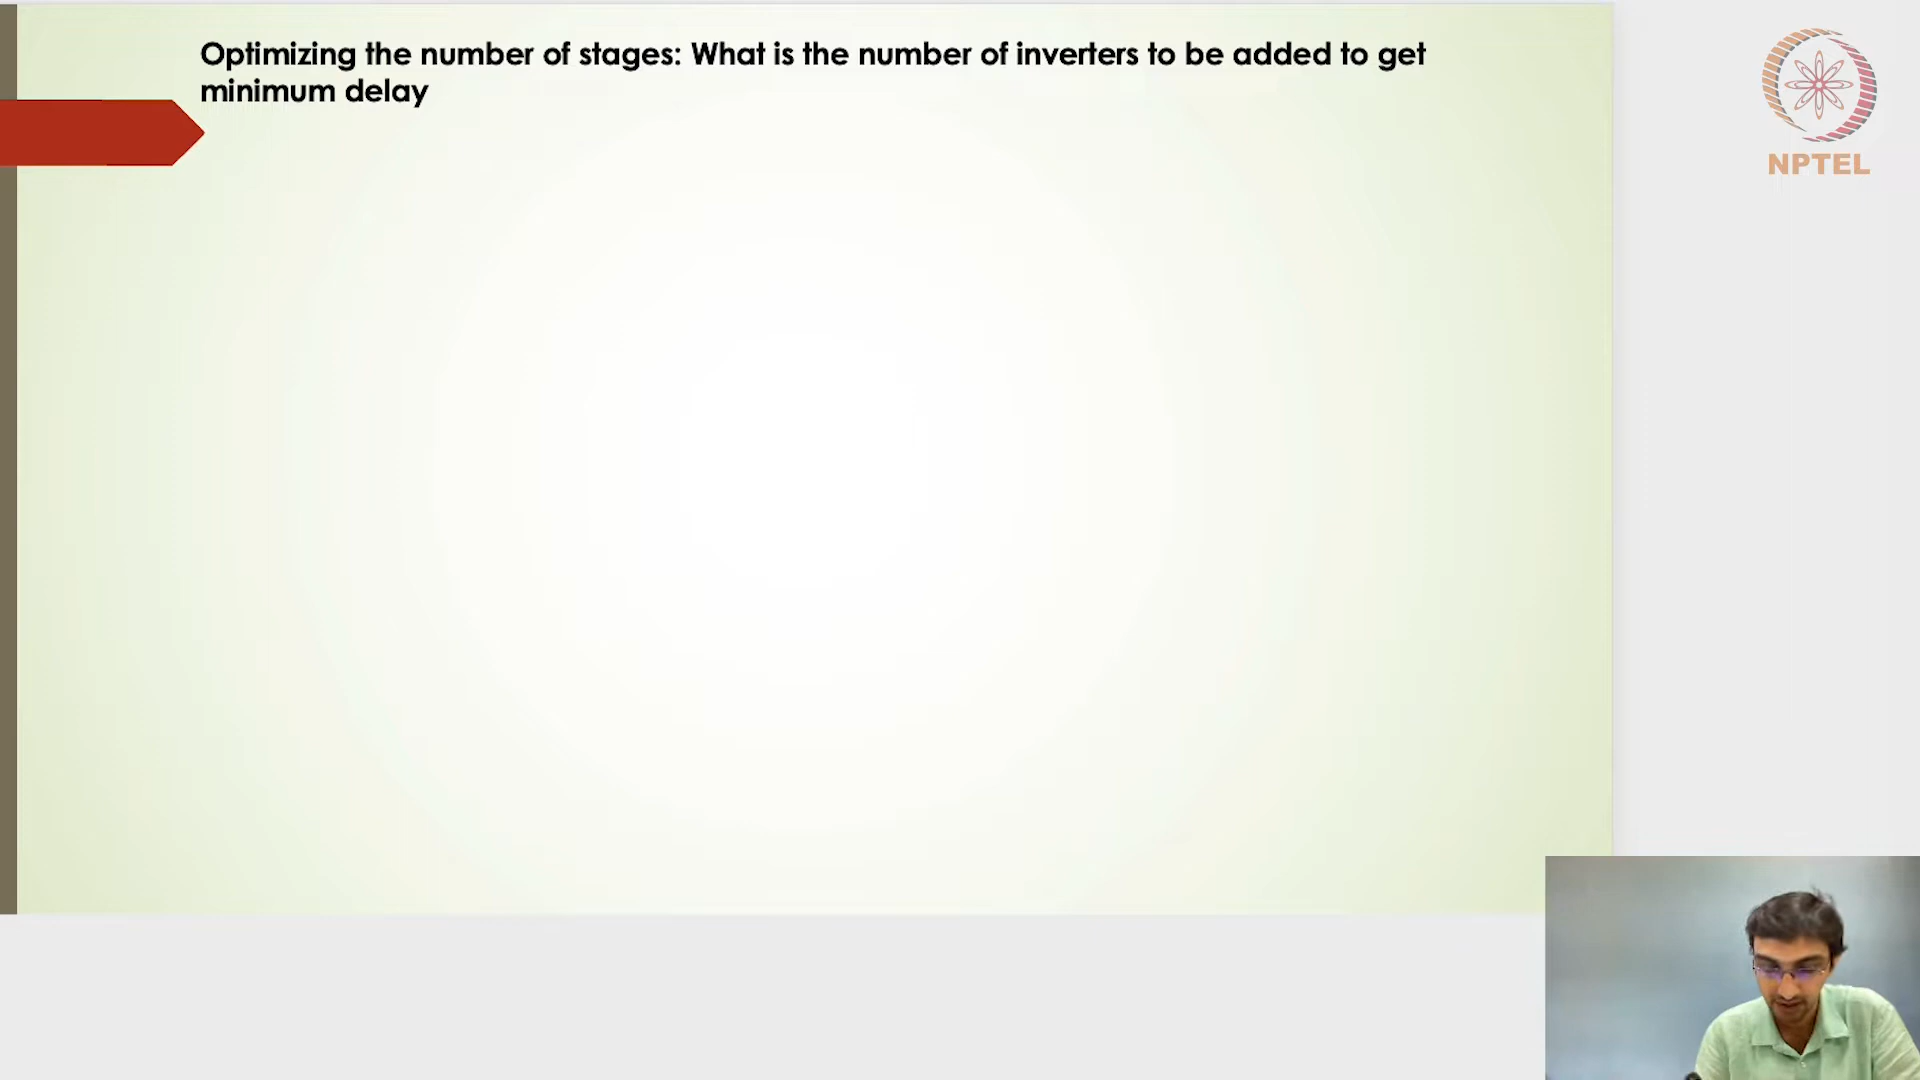 Optimizing the number of stages: What is the number of inverters to be added to get
minimum delay
NPTEL